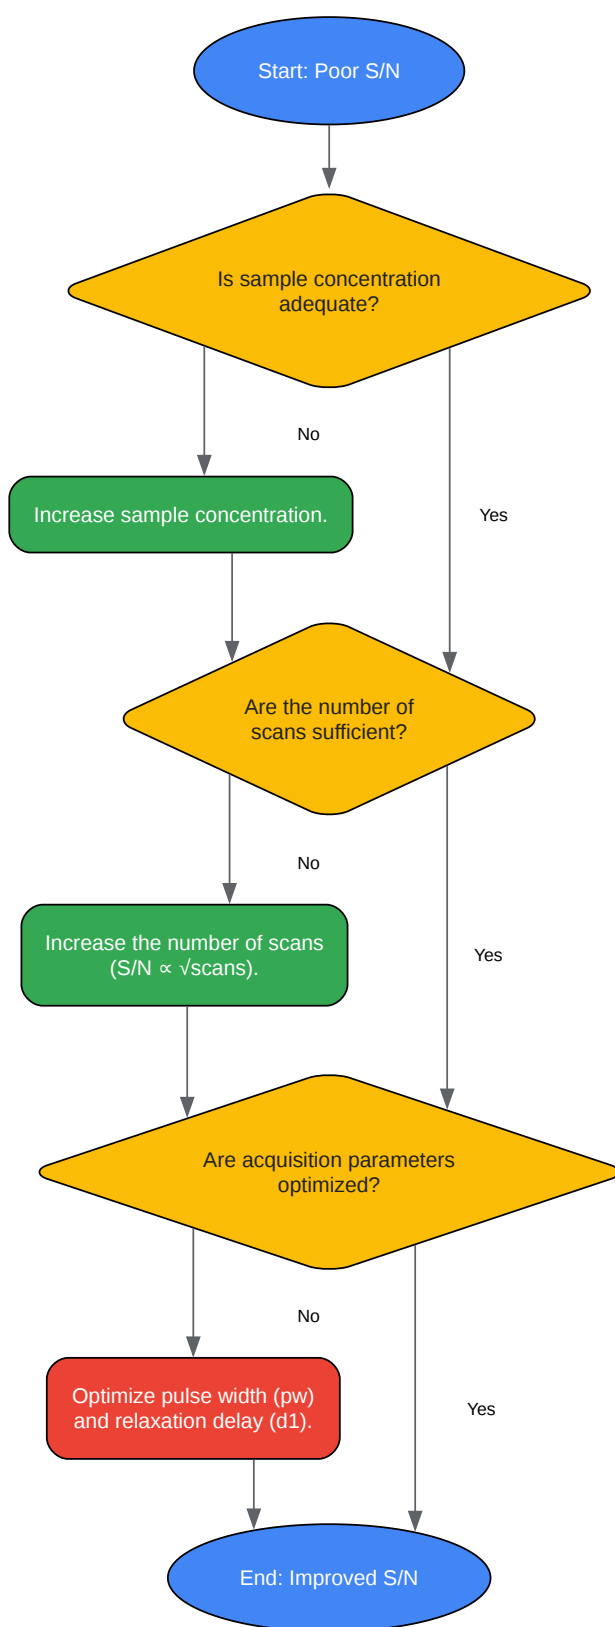 Start: Poor S/N
Is sample concentration
adequate?
No
Increase sample concentration.
Yes
Are the number of
scans sufficient?
No
Increase the number of scans
(S/N ∝ √scans).
Yes
Are acquisition parameters
optimized?
No
Optimize pulse width (pw)
and relaxation delay (d1).
Yes
End: Improved S/N